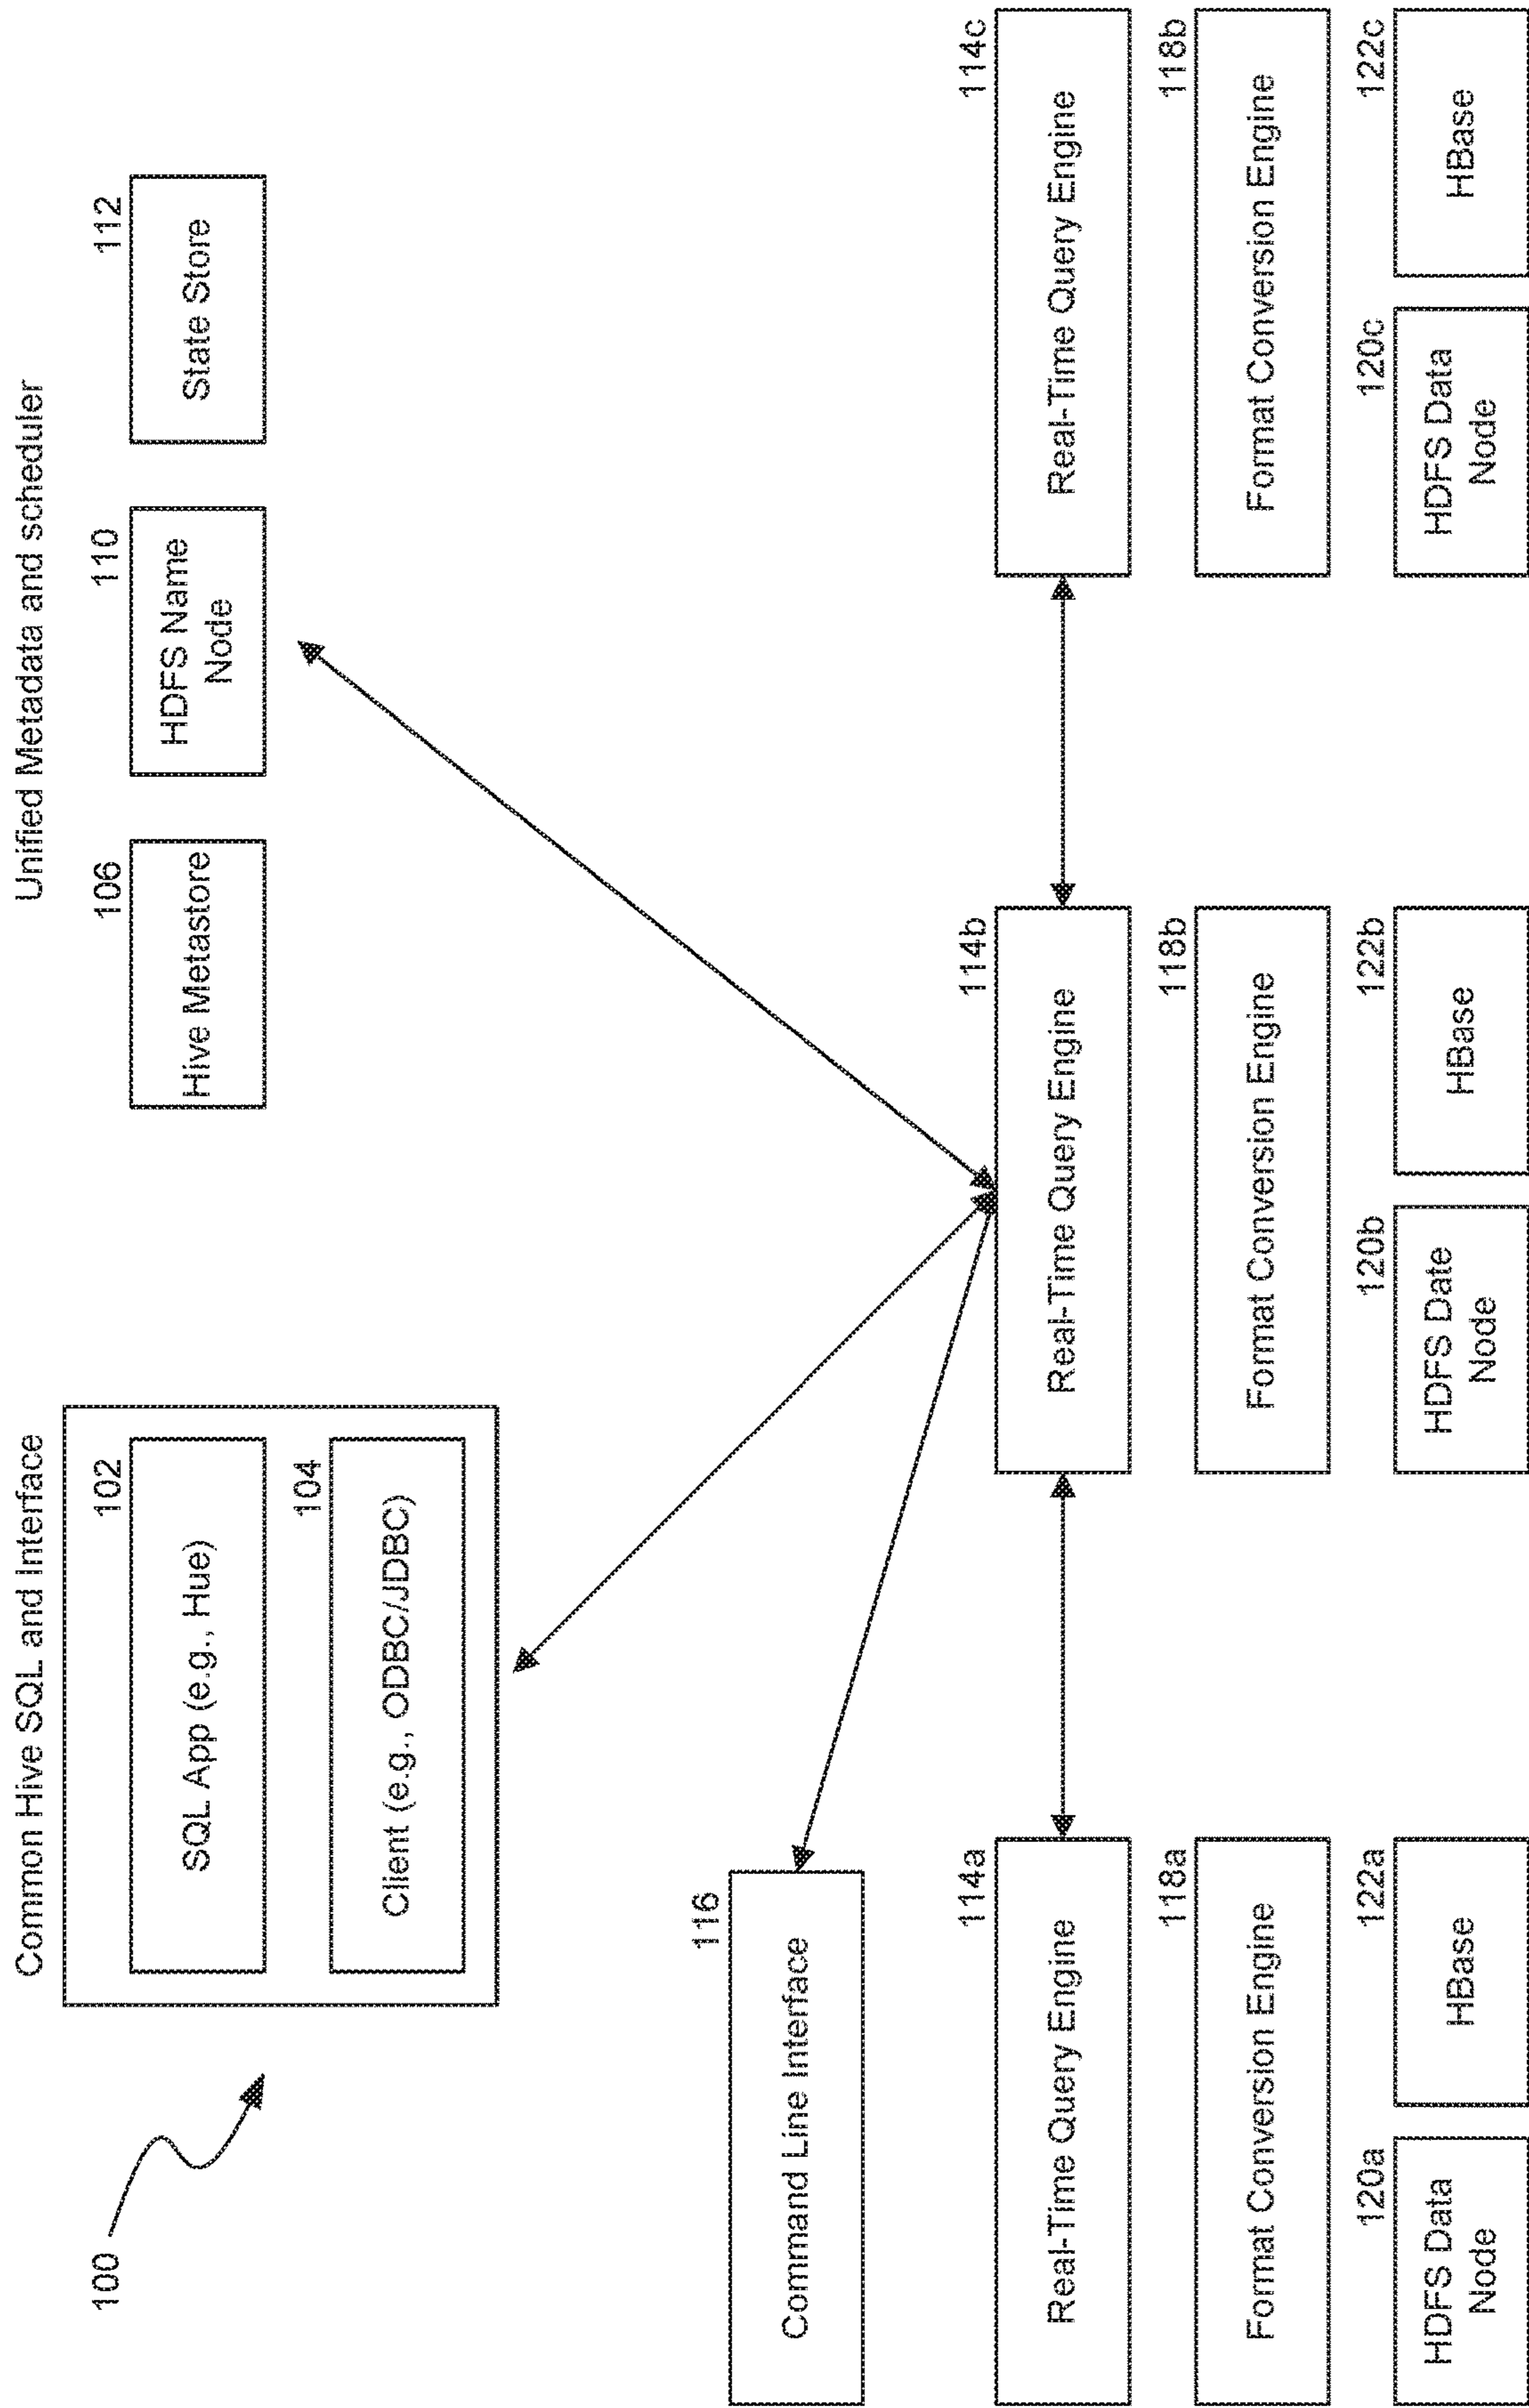 100
Common Hive SQL and Interface
102
SQL App (e.g., Hue)
104
Client (e.g., ODBC/JDBC)
Unified Metadata and scheduler
106
Hive Metastore
110
HDFS Name
Node
112
State Store
116
Command Line Interface
114a
Real-Time Query Engine
118a
Format Conversion Engine
120a
HDFS Data
Node
122a
HBase
114b
Real-Time Query Engine
118b
Format Conversion Engine
120b
HDFS Date
Node
122b
HBase
114c
Real-Time Query Engine
118b
Format Conversion Engine
120c
HDFS Data
Node
122c
HBase